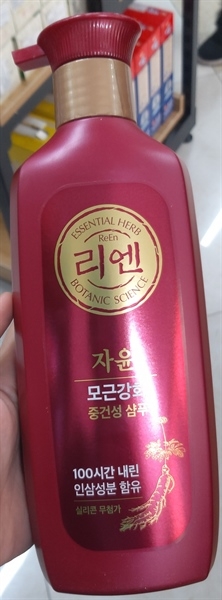 ESSENTIAL HERB
ReEn
리엔
BOTANIC SCIENCE
자윤
모근강화
중건성 샴푸
100시간 내린
인삼성분 함유
실리콘 무첨가